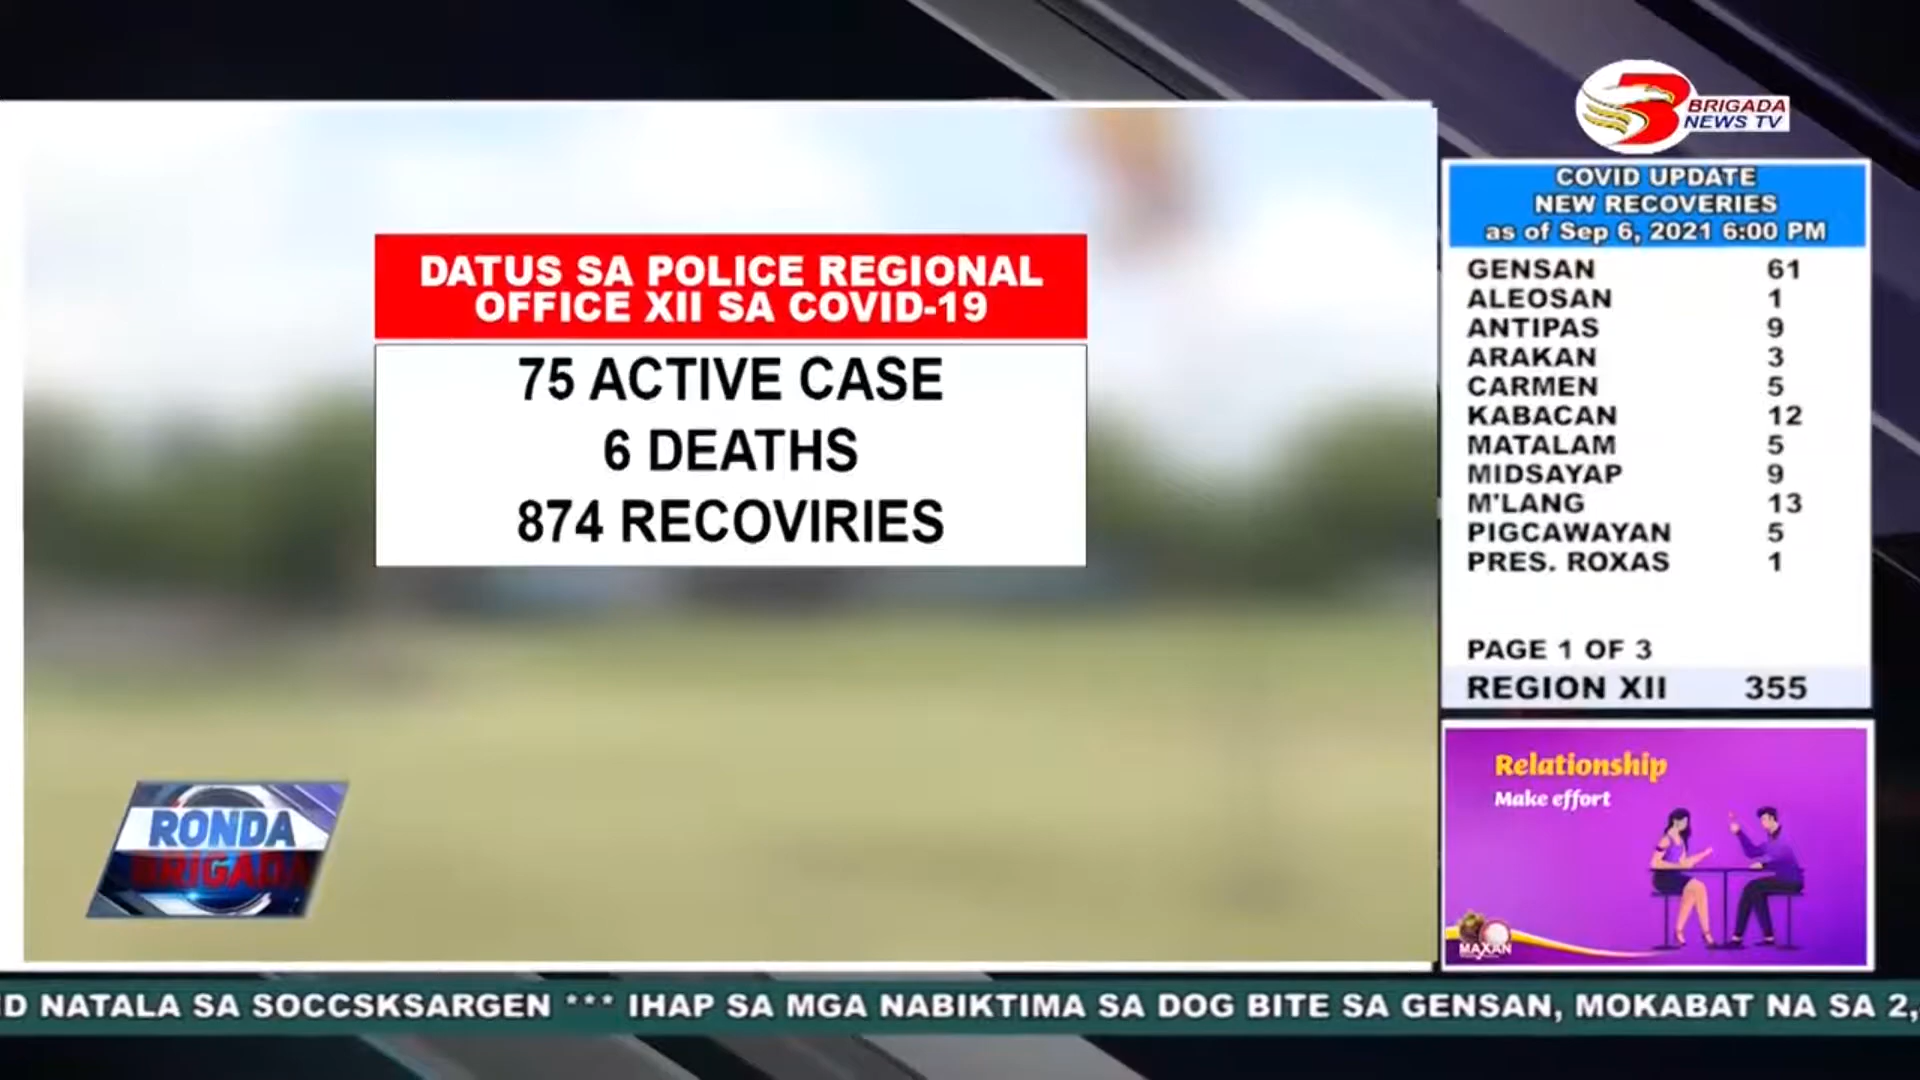 BRIGADA
NEWS TV
DATUS SA POLICE REGIONAL
OFFICE XII SA COVID-19
75 ACTIVE CASE
6 DEATHS
874 RECOVIRIES
COVID UPDATE
NEW RECOVERIES
as of Sep 6, 2021 6:00 PM
GENSAN 61
ALEOSAN 1
ANTIPAS 9
ARAKAN 3
CARMEN 5
KABACAN 12
MATALAM 5
MIDSAYAP 9
M'LANG 13
PIGCAWAYAN 5
PRES. ROXAS 1
PAGE 1 OF 3
REGION XII 355
Relationship
Make effort
MAXAN
RONDA
BRIGADA
NATALA SA SOCCSKSARGEN *** IHAP SA MGA NABIKTIMA SA DOG BITE SA GENSAN, MOKABAT NA SA 2,